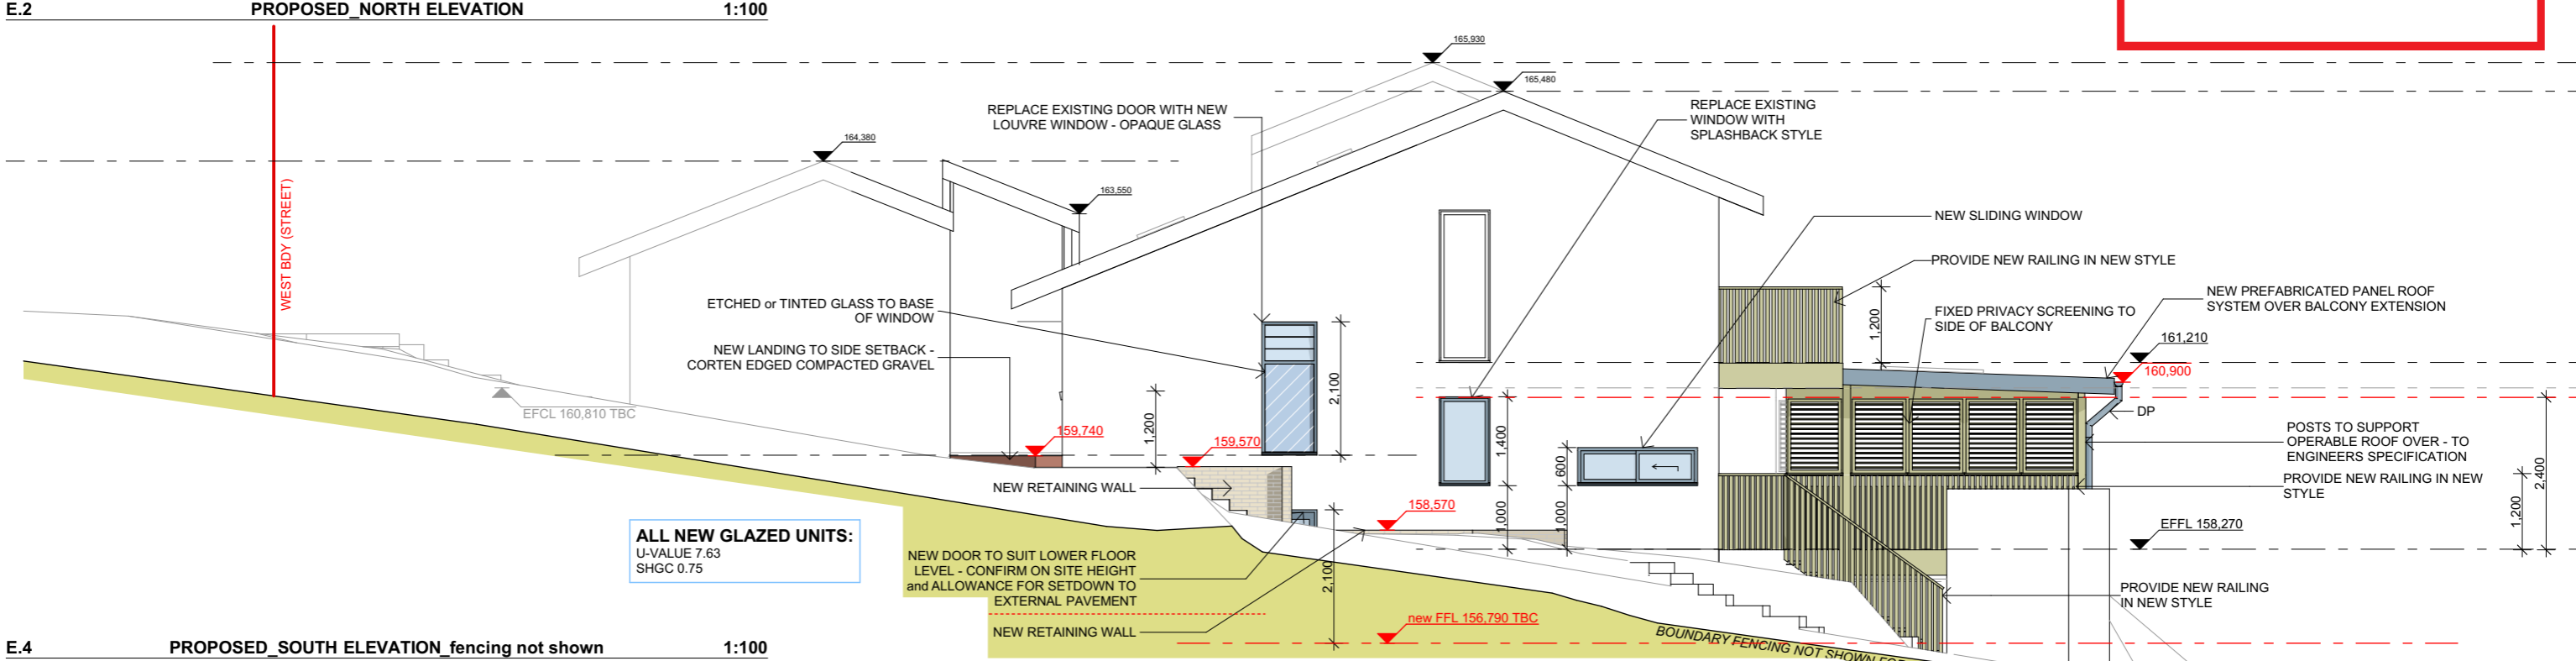 E.2 PROPOSED_NORTH ELEVATION 1:100
165,930
165,480
REPLACE EXISTING DOOR WITH NEW
LOUVRE WINDOW - OPAQUE GLASS
REPLACE EXISTING
WINDOW WITH
SPLASHBACK STYLE
164,380
163,550
WEST BDY (STREET)
NEW SLIDING WINDOW
PROVIDE NEW RAILING IN NEW STYLE
ETCHED or TINTED GLASS TO BASE
OF WINDOW
NEW LANDING TO SIDE SETBACK -
CORTEN EDGED COMPACTED GRAVEL
FIXED PRIVACY SCREENING TO
SIDE OF BALCONY
NEW PREFABRICATED PANEL ROOF
SYSTEM OVER BALCONY EXTENSION
1,200
161,210
160,900
2,100
EFCL 160,810 TBC
DP
1,200
159,740
159,570
1,400
600
POSTS TO SUPPORT
OPERABLE ROOF OVER - TO
ENGINEERS SPECIFICATION
PROVIDE NEW RAILING IN NEW
STYLE
2,400
1,200
NEW RETAINING WALL
158,570
1,000
1,000
EFFL 158,270
ALL NEW GLAZED UNITS:
U-VALUE 7.63
SHGC 0.75
NEW DOOR TO SUIT LOWER FLOOR
LEVEL - CONFIRM ON SITE HEIGHT
and ALLOWANCE FOR SETDOWN TO
EXTERNAL PAVEMENT
2,100
PROVIDE NEW RAILING
IN NEW STYLE
NEW RETAINING WALL
new FFL 156,790 TBC
BOUNDARY FENCING NOT SHOWN
E.4 PROPOSED_SOUTH ELEVATION_fencing not shown 1:100